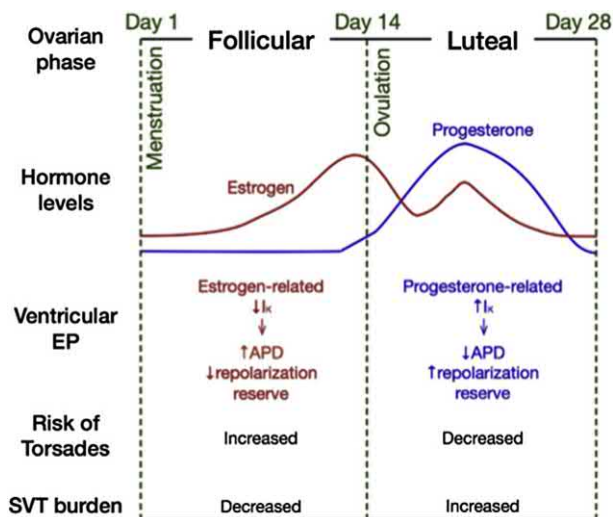 Ovarian phase
Day 1
Follicular
Day 14
Luteal
Day 28
Menstruation
Ovulation
Hormone levels
Estrogen
Progesterone
Ventricular EP
Estrogen-related
↓Iₖ
↓
↑APD
↓repolarization
reserve
Progesterone-related
↑Iₖ
↓
↓APD
↑repolarization
reserve
Risk of Torsades
Increased
Decreased
SVT burden
Decreased
Increased